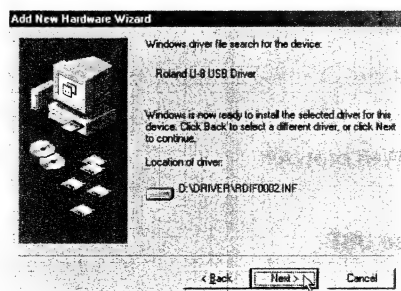 Add New Hardware Wizard
Windows driver file search for the device:
Roland U-8 USB Driver
Windows is now ready to install the selected driver for this
device. Click Back to select a different driver, or click Next
to continue.
Location of driver:
D:\DRIVER\RDIF0002.INF
< Back
Next >
Cancel